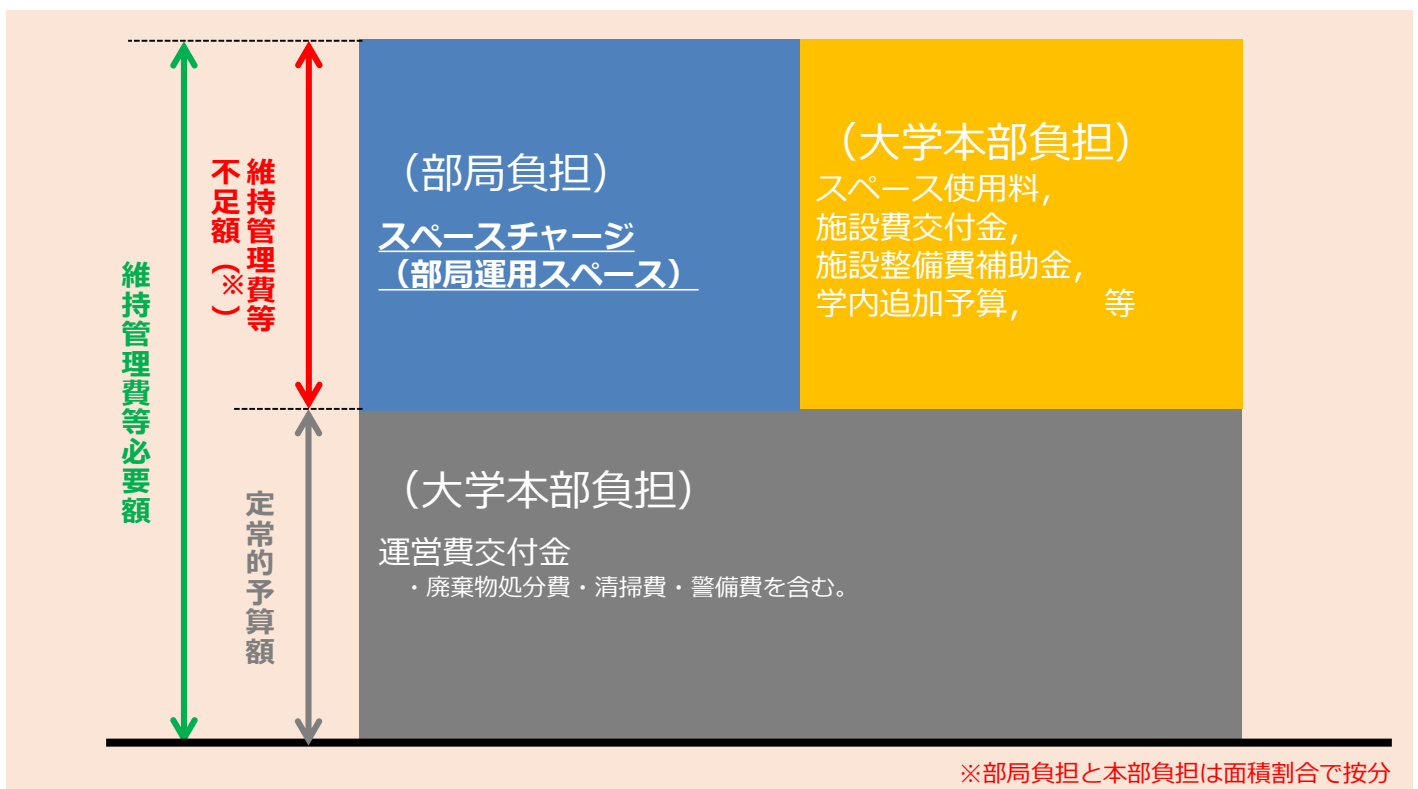 維持管理費等必要額
維持管理費等
不足額（※）
定常的予算額
（部局負担）
スペースチャージ
（部局運用スペース）
（大学本部負担）
スペース使用料,
施設費交付金,
施設整備費補助金,
学内追加予算,　　等
（大学本部負担）
運営費交付金
・廃棄物処分費・清掃費・警備費を含む。
※部局負担と本部負担は面積割合で按分